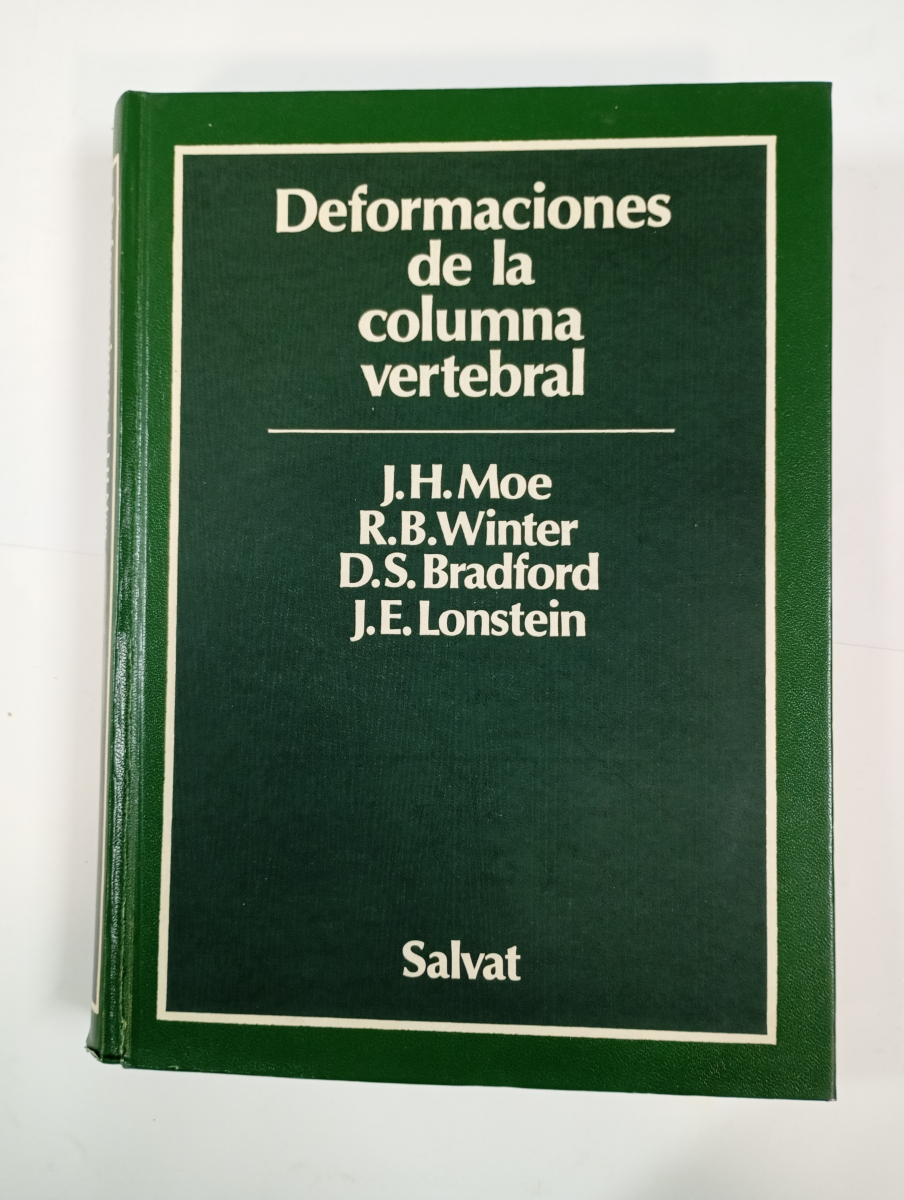 Deformaciones
de la
columna
vertebral
J.H.Moe
R.B.Winter
D.S.Bradford
J.E.Lonstein
Salvat